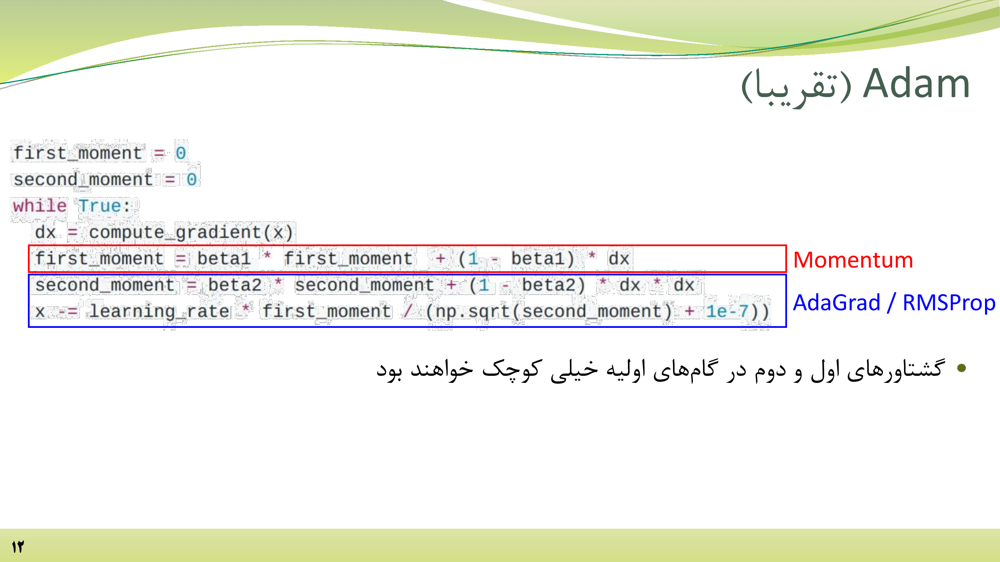 Adam (تقریبا)
first_moment = 0
second_moment = 0
while True:
    dx = compute_gradient(x)
    first_moment = beta1 * first_moment + (1 - beta1) * dx
Momentum
    second_moment = beta2 * second_moment + (1 - beta2) * dx * dx
    x -= learning_rate * first_moment / (np.sqrt(second_moment) + 1e-7))
AdaGrad / RMSProp
• گشتاورهای اول و دوم در گام‌های اولیه خیلی کوچک خواهند بود
۱۲